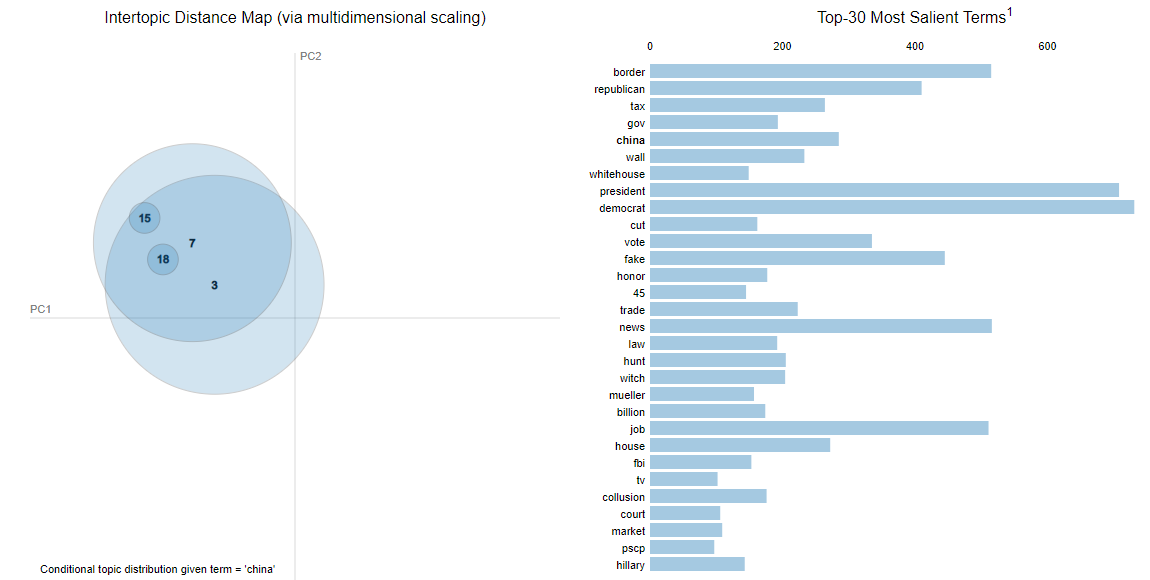 Intertopic Distance Map (via multidimensional scaling)
PC2
PC1
15
7
18
3
Conditional topic distribution given term = 'china'
Top-30 Most Salient Terms1
0 200 400 600
border
republican
tax
gov
china
wall
whitehouse
president
democrat
cut
vote
fake
honor
45
trade
news
law
hunt
witch
mueller
billion
job
house
fbi
tv
collusion
court
market
pscp
hillary